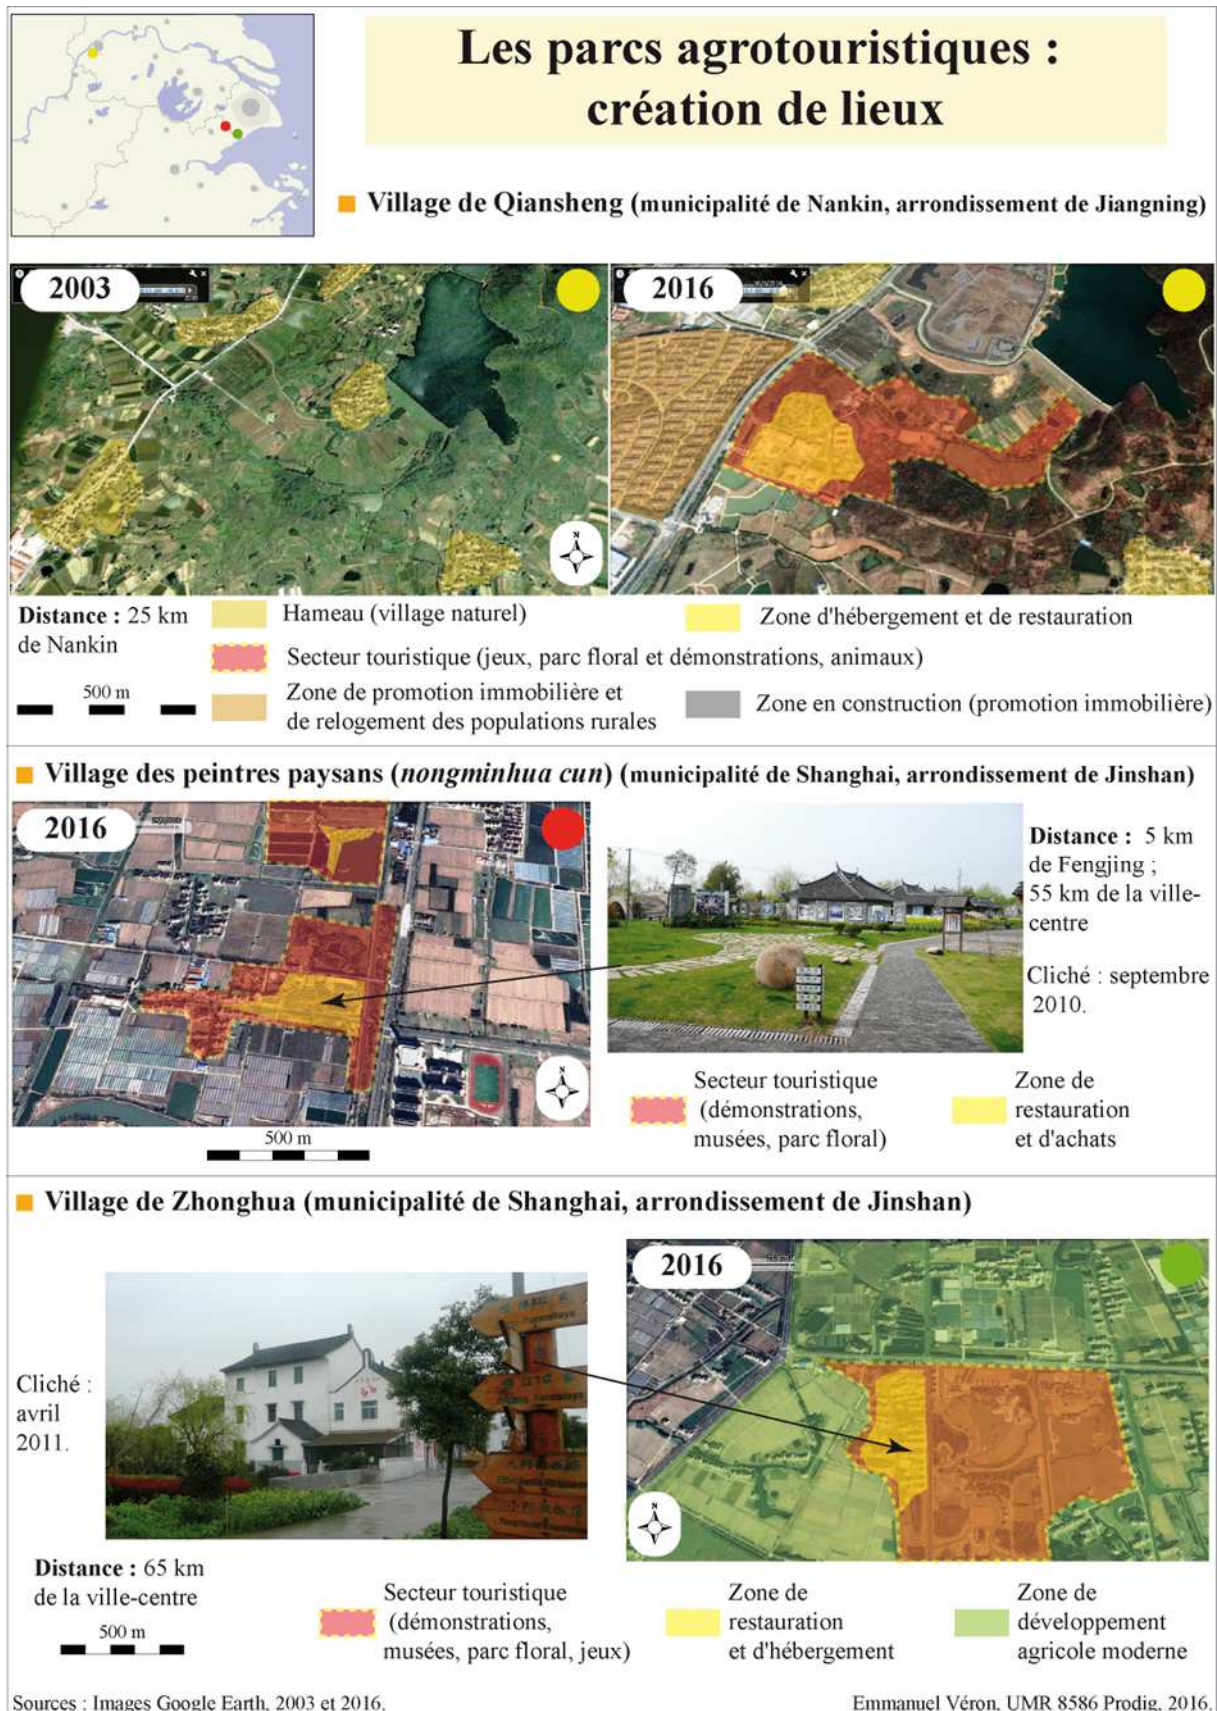 Les parcs agrotouristiques :
création de lieux
Village de Qiansheng (municipalité de Nankin, arrondissement de Jiangning)
2003
2016
N
Distance : 25 km
de Nankin
500 m
Hameau (village naturel)
Zone d'hébergement et de restauration
Secteur touristique (jeux, parc floral et démonstrations, animaux)
Zone de promotion immobilière et
de relogement des populations rurales
Zone en construction (promotion immobilière)
Village des peintres paysans (nongminhua cun) (municipalité de Shanghai, arrondissement de Jinshan)
2016
N
500 m
Distance : 5 km
de Fengjing ;
55 km de la ville-
centre
Cliché : septembre
2010.
Secteur touristique
(démonstrations,
musées, parc floral)
Zone de
restauration
et d'achats
Village de Zhonghua (municipalité de Shanghai, arrondissement de Jinshan)
Cliché :
avril
2011.
2016
N
Distance : 65 km
de la ville-centre
500 m
Secteur touristique
(démonstrations,
musées, parc floral, jeux)
Zone de
restauration
et d'hébergement
Zone de
développement
agricole moderne
Sources : Images Google Earth, 2003 et 2016.
Emmanuel Véron, UMR 8586 Prodig, 2016.